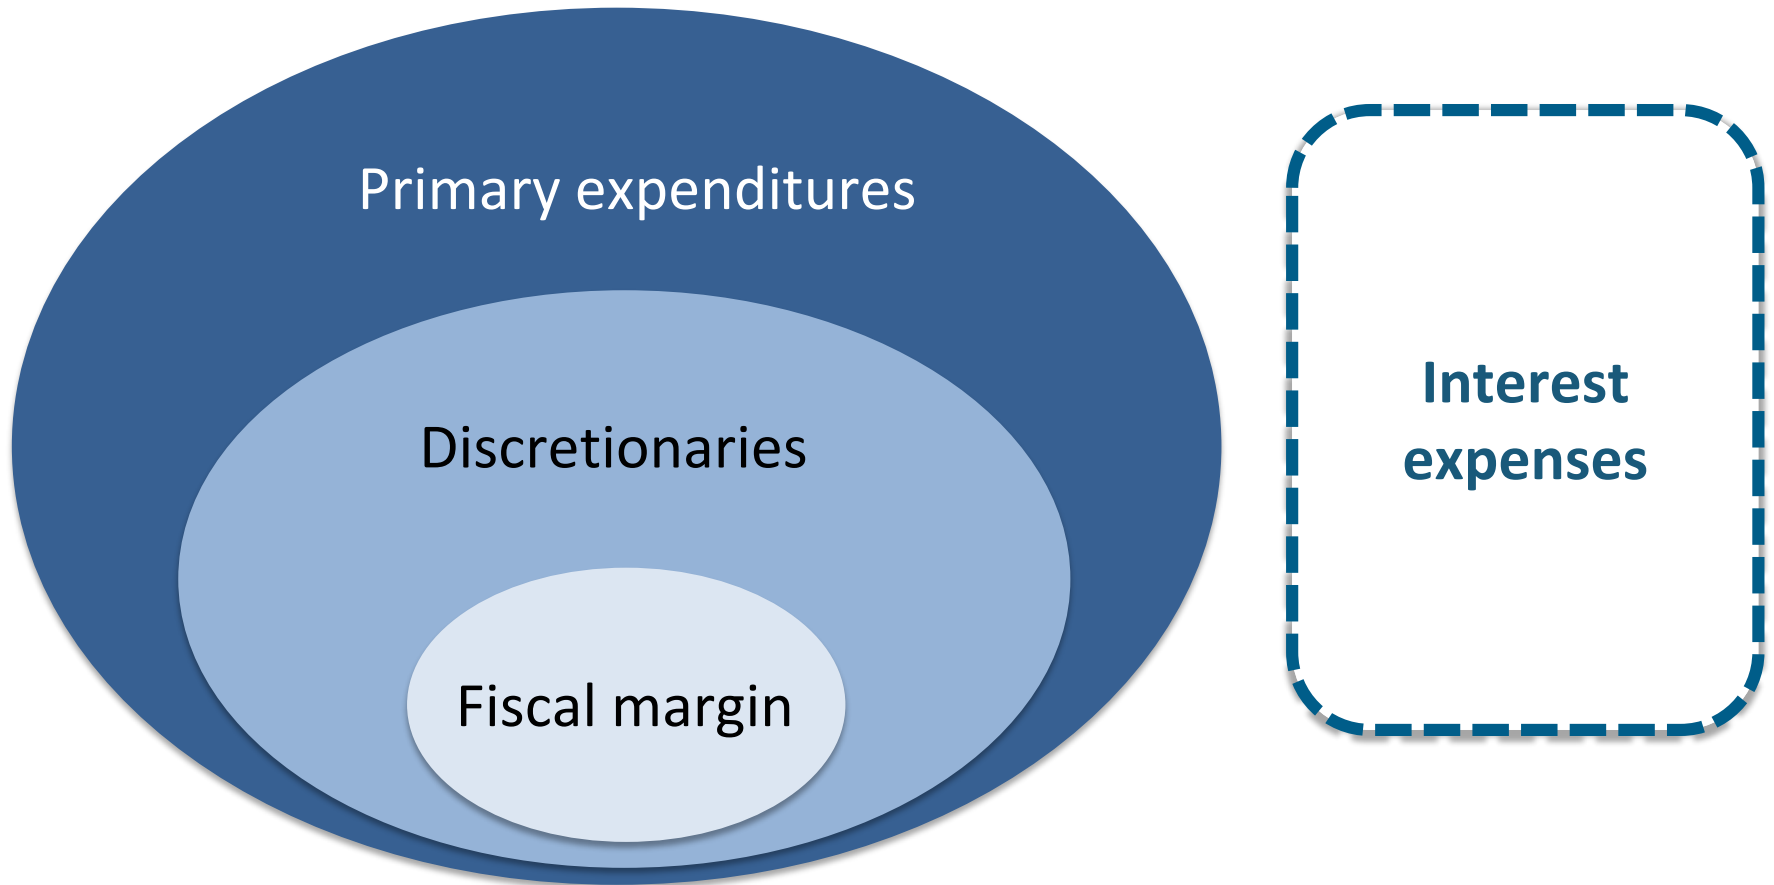 Primary expenditures
Discretionaries
Fiscal margin
Interest
expenses